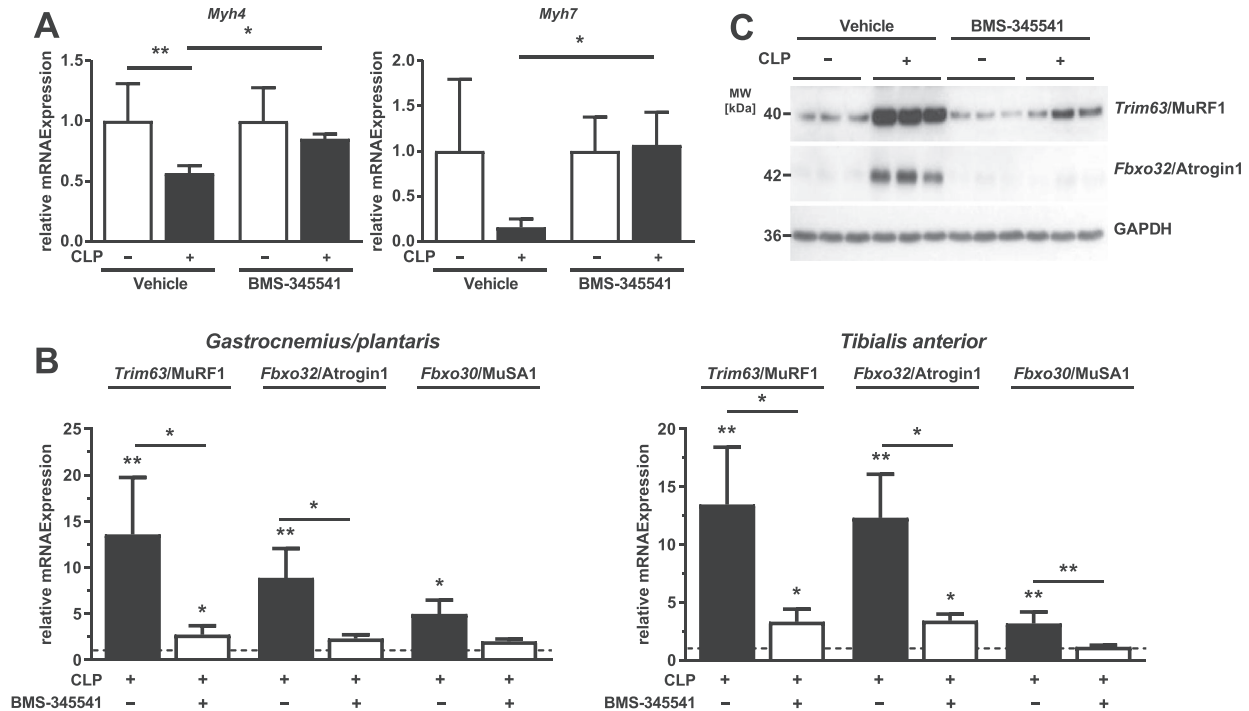 A
Myh4
Myh7
**
*
*
relative mRNAExpression
1.5
1.0
0.5
0.0
relative mRNAExpression
2.0
1.5
1.0
0.5
0.0
CLP – + – + – + – +
Vehicle BMS-345541 Vehicle BMS-345541
C
Vehicle BMS-345541
CLP – + – +
MW
[kDa]
40 Trim63/MuRF1
42 Fbxo32/Atrogin1
36 GAPDH
B
Gastrocnemius/plantaris
Trim63/MuRF1 Fbxo32/Atrogin1 Fbxo30/MuSA1
relative mRNAExpression
25
20
15
10
5
0
*
** *
** *
*
CLP + + + + + +
BMS-345541 – + – + – +
Tibialis anterior
Trim63/MuRF1 Fbxo32/Atrogin1 Fbxo30/MuSA1
relative mRNAExpression
20
15
10
5
0
*
** *
** *
* *
** **
+ + + + + +
– + – + – +